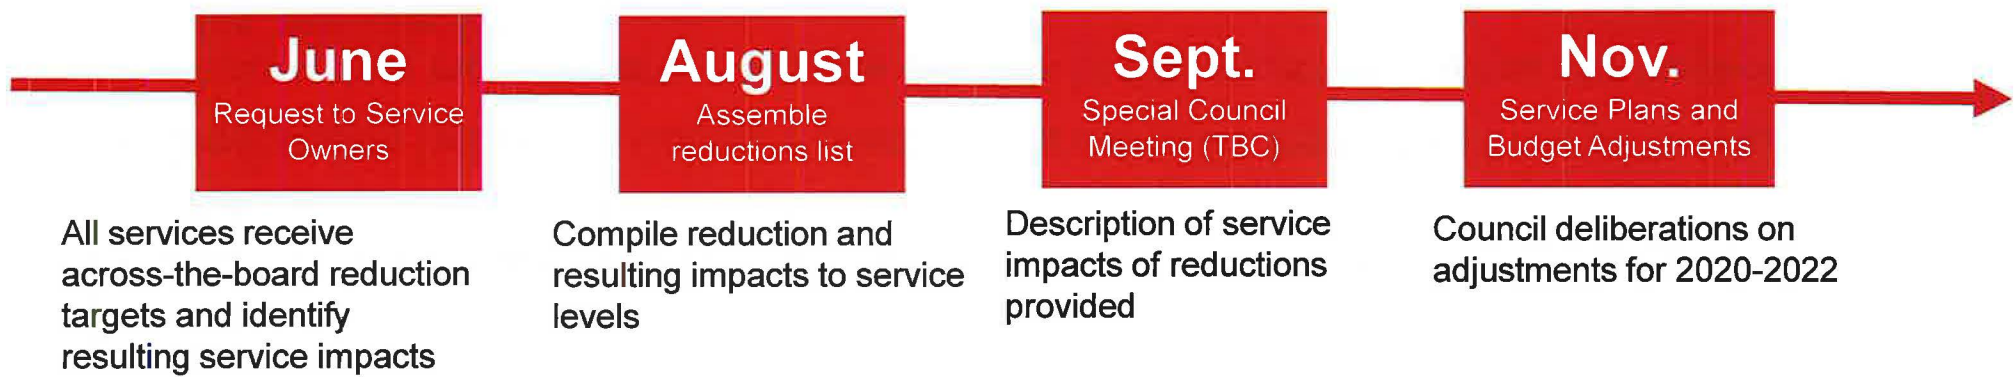 June
Request to Service
Owners
All services receive
across-the-board reduction
targets and identify
resulting service impacts
August
Assemble
reductions list
Compile reduction and
resulting impacts to service
levels
Sept.
Special Council
Meeting (TBC)
Description of service
impacts of reductions
provided
Nov.
Service Plans and
Budget Adjustments
Council deliberations on
adjustments for 2020-2022